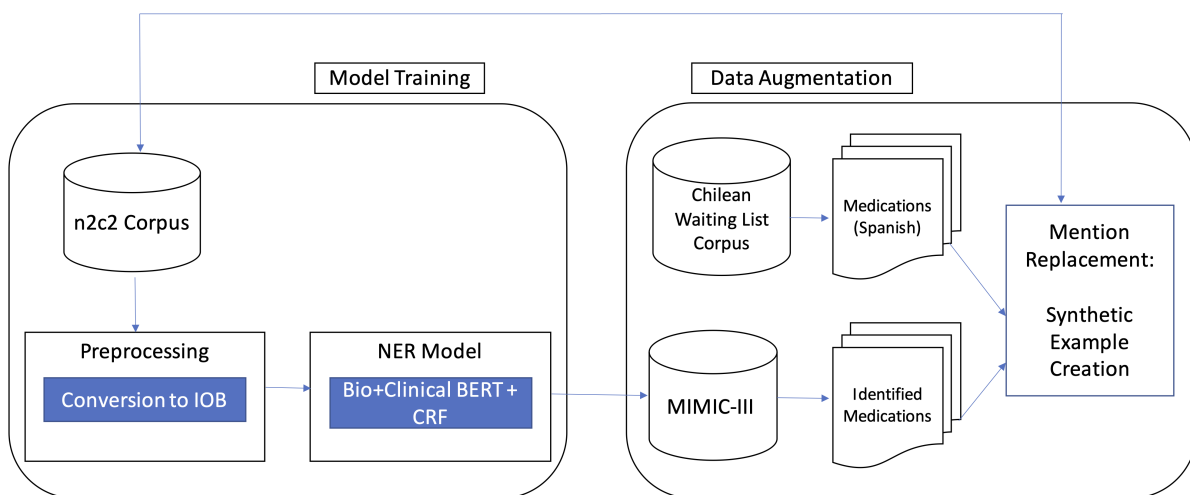 Model Training
Data Augmentation
n2c2 Corpus
Preprocessing
Conversion to IOB
NER Model
Bio+Clinical BERT +
CRF
Chilean
Waiting List
Corpus
Medications
(Spanish)
MIMIC-III
Identified
Medications
Mention
Replacement:
Synthetic
Example
Creation